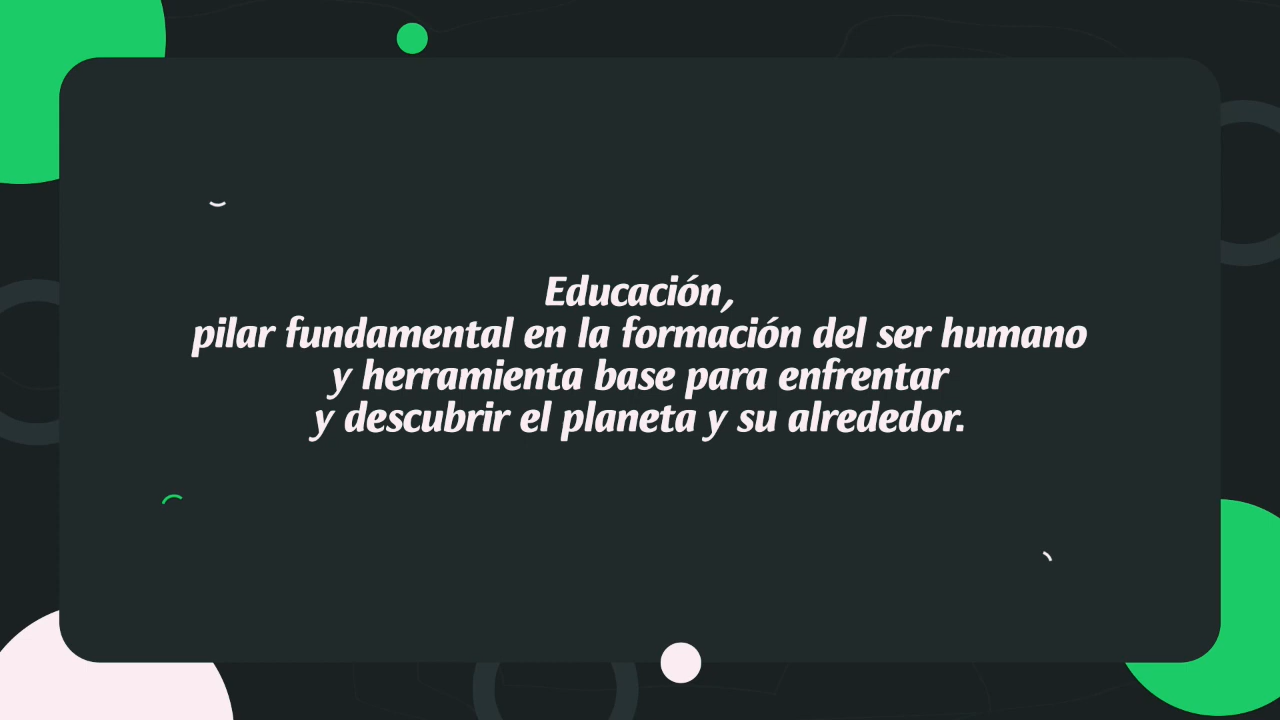 Educación,
pilar fundamental en la formación del ser humano
y herramienta base para enfrentar
y descubrir el planeta y su alrededor.